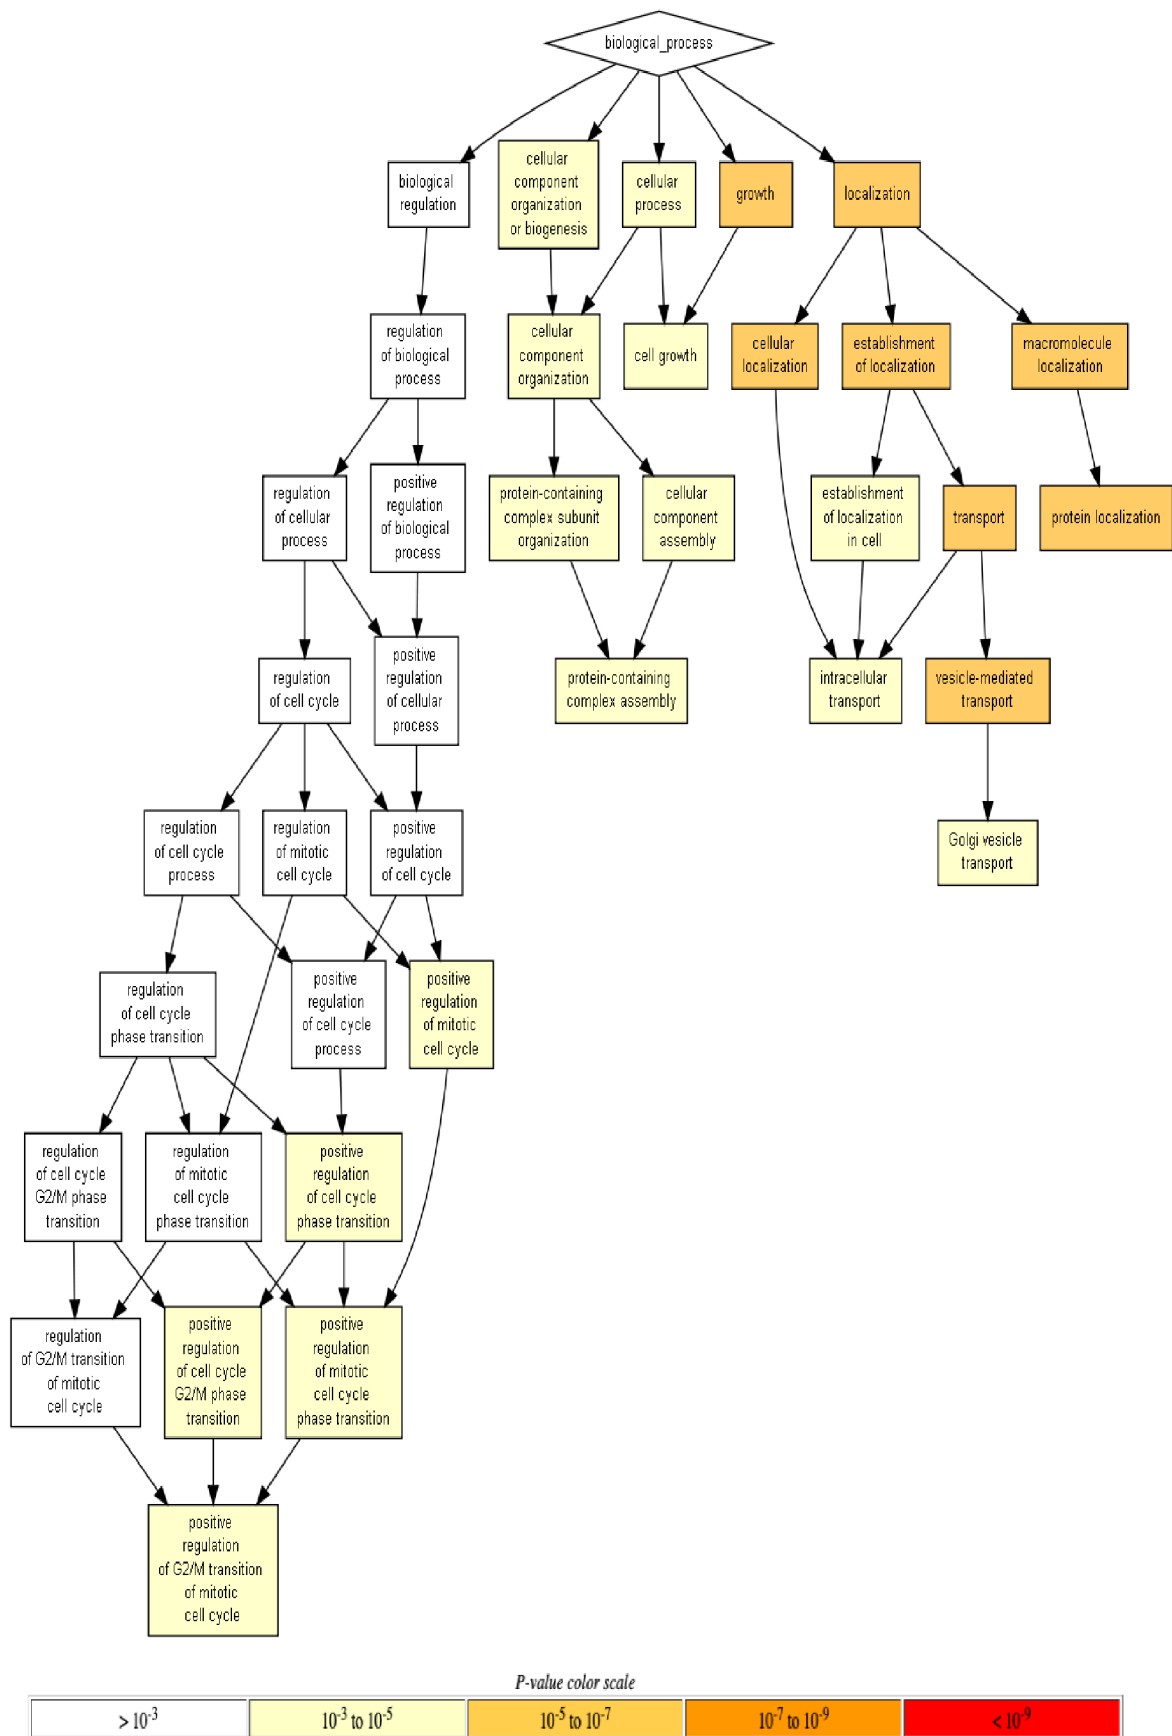 biological_process
biological
regulation
cellular
component
organization
or biogenesis
cellular
process
growth
localization
regulation
of biological
process
cellular
component
organization
cell growth
cellular
localization
establishment
of localization
macromolecule
localization
regulation
of cellular
process
positive
regulation
of biological
process
protein-containing
complex subunit
organization
cellular
component
assembly
establishment
of localization
in cell
transport
protein localization
regulation
of cell cycle
positive
regulation
of cellular
process
protein-containing
complex assembly
intracellular
transport
vesicle-mediated
transport
regulation
of cell cycle
process
regulation
of mitotic
cell cycle
positive
regulation
of cell cycle
Golgi vesicle
transport
regulation
of cell cycle
phase transition
positive
regulation
of cell cycle
process
positive
regulation
of mitotic
cell cycle
regulation
of cell cycle
G2/M phase
transition
regulation
of mitotic
cell cycle
phase transition
positive
regulation
of cell cycle
phase transition
regulation
of G2/M transition
of mitotic
cell cycle
positive
regulation
of cell cycle
G2/M phase
transition
positive
regulation
of mitotic
cell cycle
phase transition
positive
regulation
of G2/M transition
of mitotic
cell cycle
P-value color scale
> 10⁻³
10⁻³ to 10⁻⁵
10⁻⁵ to 10⁻⁷
10⁻⁷ to 10⁻⁹
< 10⁻⁹